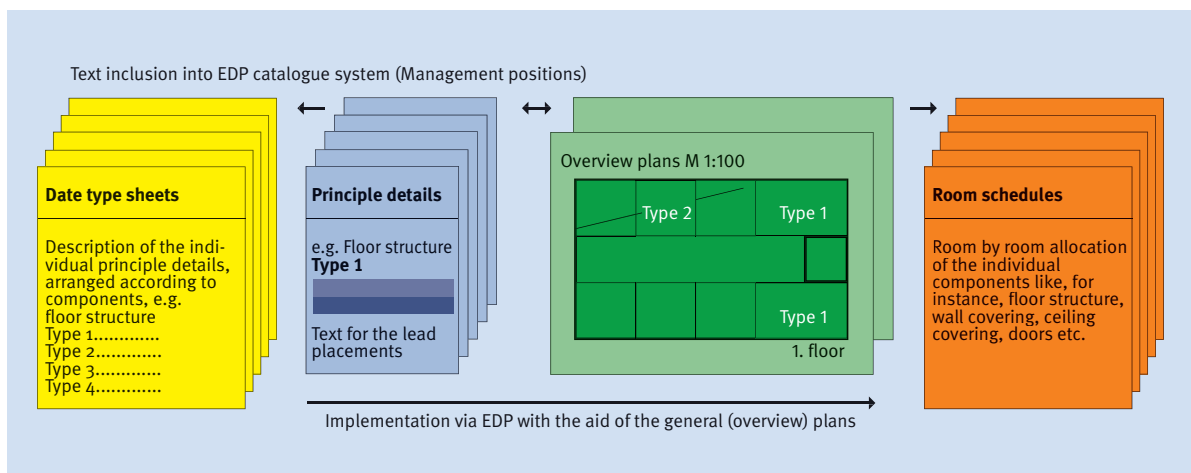 Text inclusion into EDP catalogue system (Management positions)
Date type sheets
Description of the indi-
vidual principle details,
arranged according to
components, e.g.
floor structure
Type 1.............
Type 2.............
Type 3.............
Type 4.............
Principle details
e.g. Floor structure
Type 1
Text for the lead
placements
Overview plans M 1:100
Type 2
Type 1
Type 1
1. floor
Room schedules
Room by room allocation
of the individual
components like, for
instance, floor structure,
wall covering, ceiling
covering, doors etc.
Implementation via EDP with the aid of the general (overview) plans